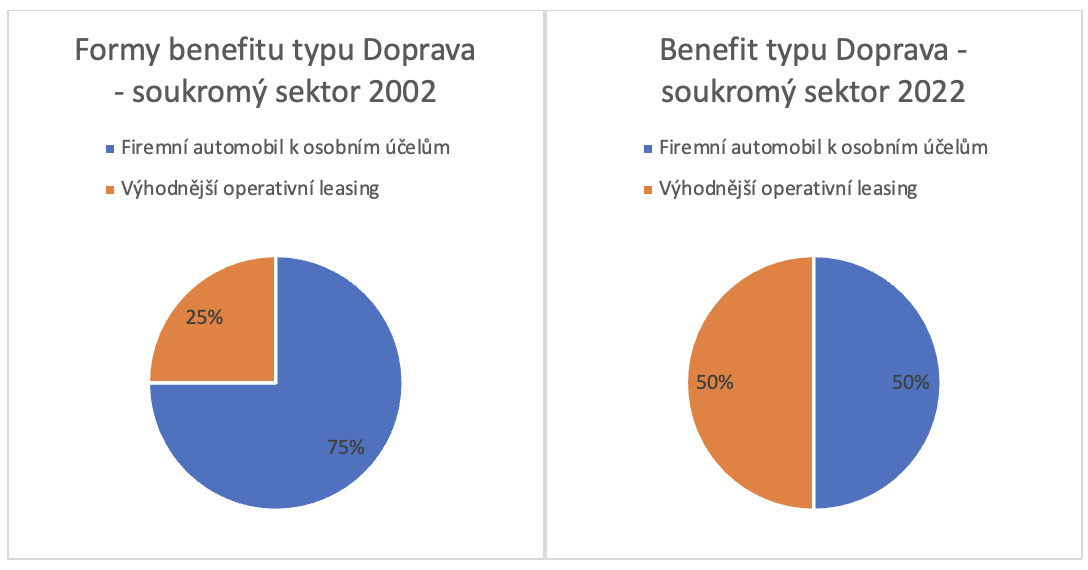 Formy benefitu typu Doprava
- soukromý sektor 2002
Firemní automobil k osobním účelům
Výhodnější operativní leasing
25%
75%
Benefit typu Doprava -
soukromý sektor 2022
Firemní automobil k osobním účelům
Výhodnější operativní leasing
50%
50%